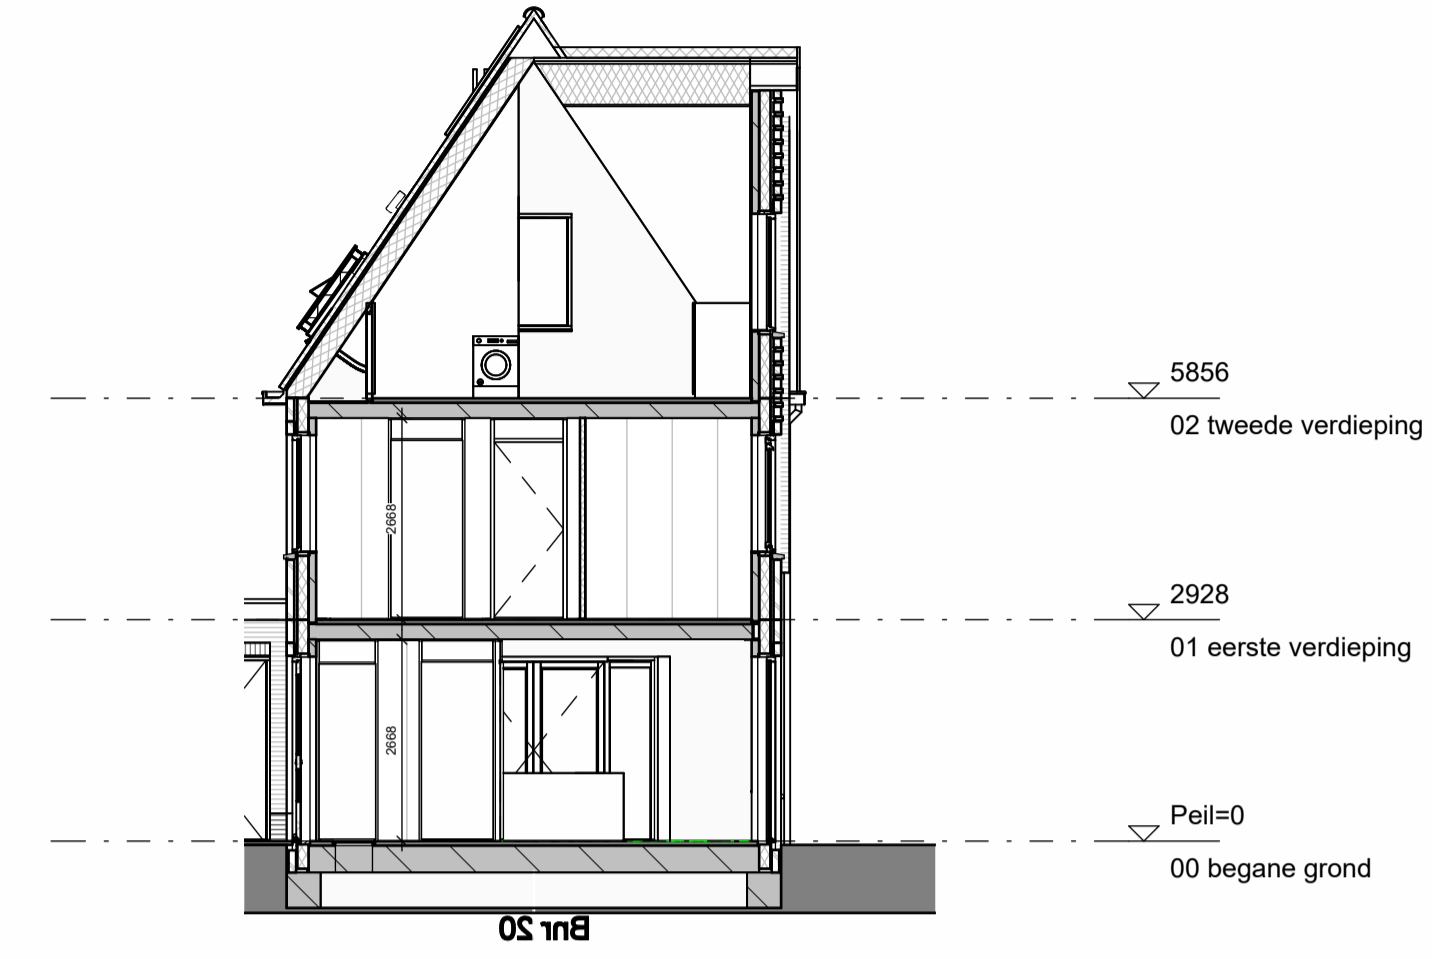 5856
02 tweede verdieping
2668
2928
01 eerste verdieping
2668
Peil=0
00 begane grond
Bnr 20